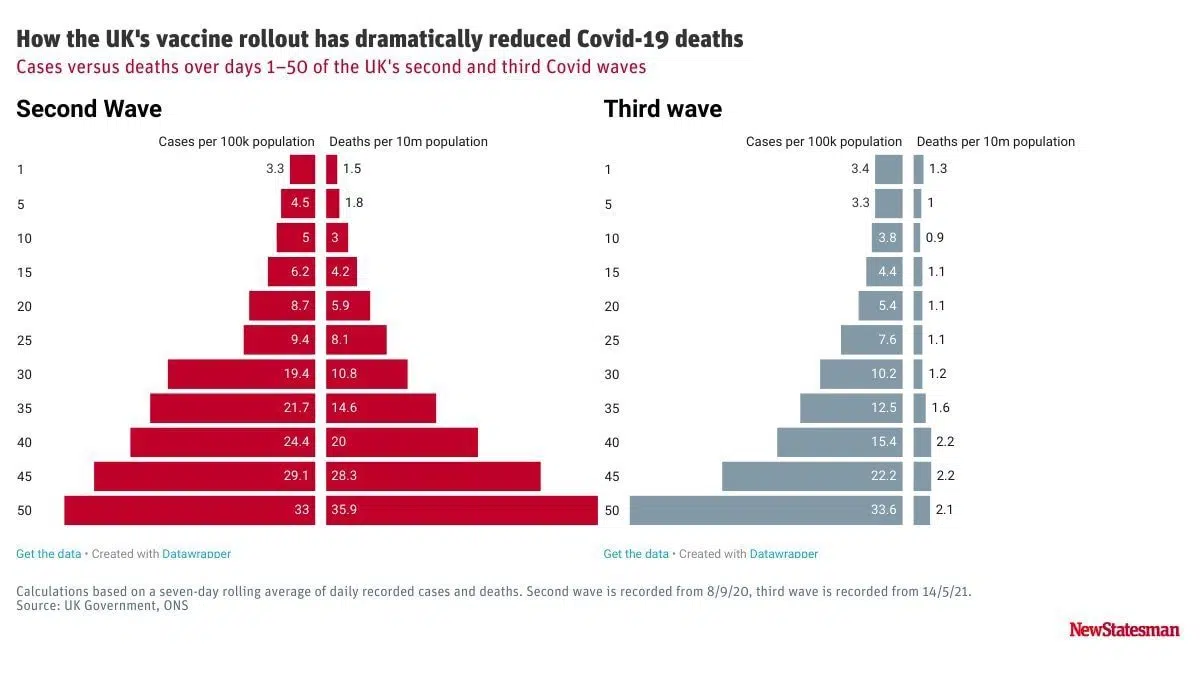 How the UK's vaccine rollout has dramatically reduced Covid-19 deaths
Cases versus deaths over days 1–50 of the UK's second and third Covid waves
Second Wave
Cases per 100k population Deaths per 10m population
1 3.3 1.5
5 4.5 1.8
10 5 3
15 6.2 4.2
20 8.7 5.9
25 9.4 8.1
30 19.4 10.8
35 21.7 14.6
40 24.4 20
45 29.1 28.3
50 33 35.9
Get the data • Created with Datawrapper
Third wave
Cases per 100k population Deaths per 10m population
1 3.4 1.3
5 3.3 1
10 3.8 0.9
15 4.4 1.1
20 5.4 1.1
25 7.6 1.1
30 10.2 1.2
35 12.5 1.6
40 15.4 2.2
45 22.2 2.2
50 33.6 2.1
Get the data • Created with Datawrapper
Calculations based on a seven-day rolling average of daily recorded cases and deaths. Second wave is recorded from 8/9/20, third wave is recorded from 14/5/21.
Source: UK Government, ONS
NewStatesman